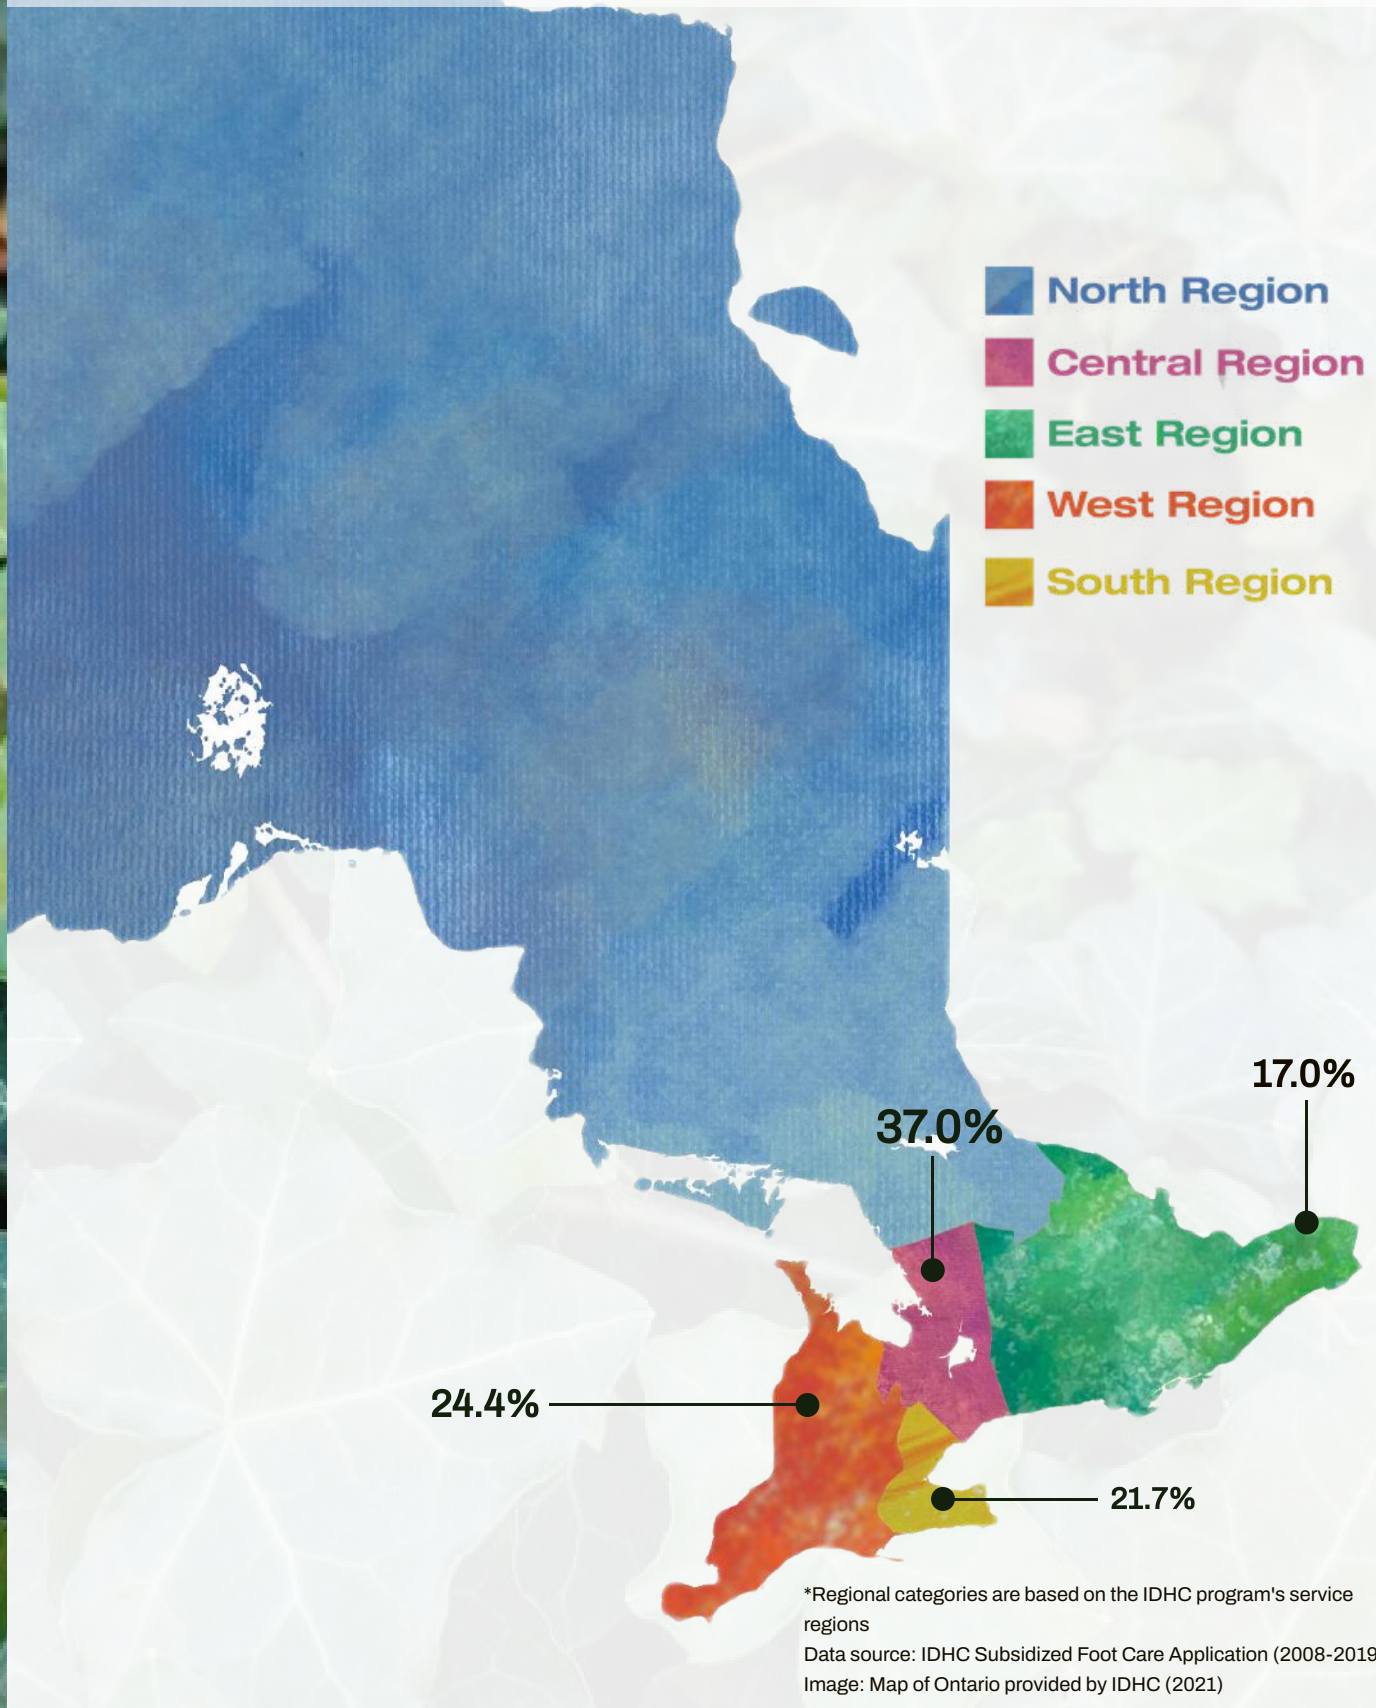 North Region
Central Region
East Region
West Region
South Region
17.0%
37.0%
24.4%
21.7%
*Regional categories are based on the IDHC program's service
regions
Data source: IDHC Subsidized Foot Care Application (2008-2019
Image: Map of Ontario provided by IDHC (2021)